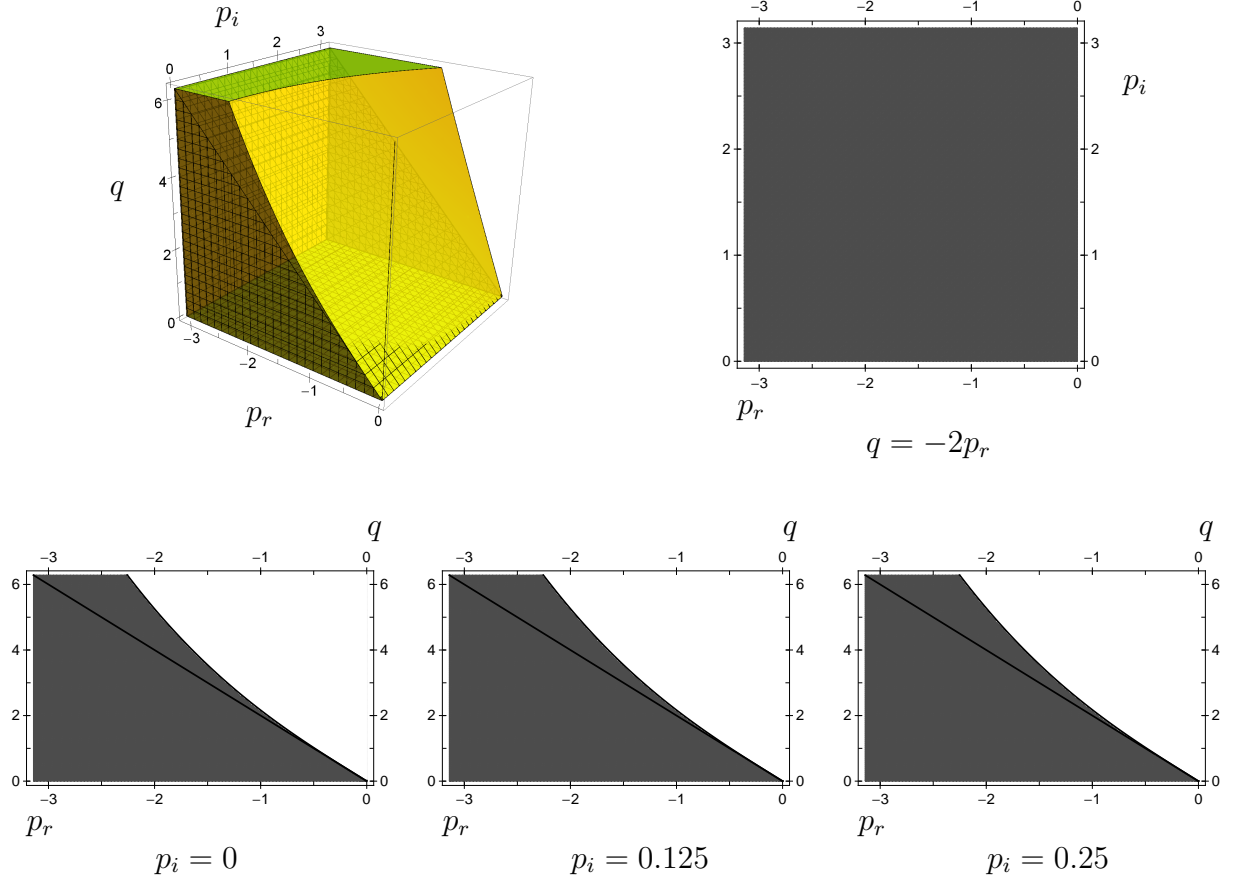 p_i
0 1 2 3
6
4
q
2
0
−3
−2
−1
0
p_r
−3 −2 −1 0
3 3
p_i
2 2
1 1
0 0
−3 −2 −1 0
p_r
q = −2p_r
q q q
−3 −2 −1 0 −3 −2 −1 0 −3 −2 −1 0
6 6 6 6 6 6
4 4 4 4 4 4
2 2 2 2 2 2
0 0 0 0 0 0
−3 −2 −1 0 −3 −2 −1 0 −3 −2 −1 0
p_r p_r p_r
p_i = 0 p_i = 0.125 p_i = 0.25